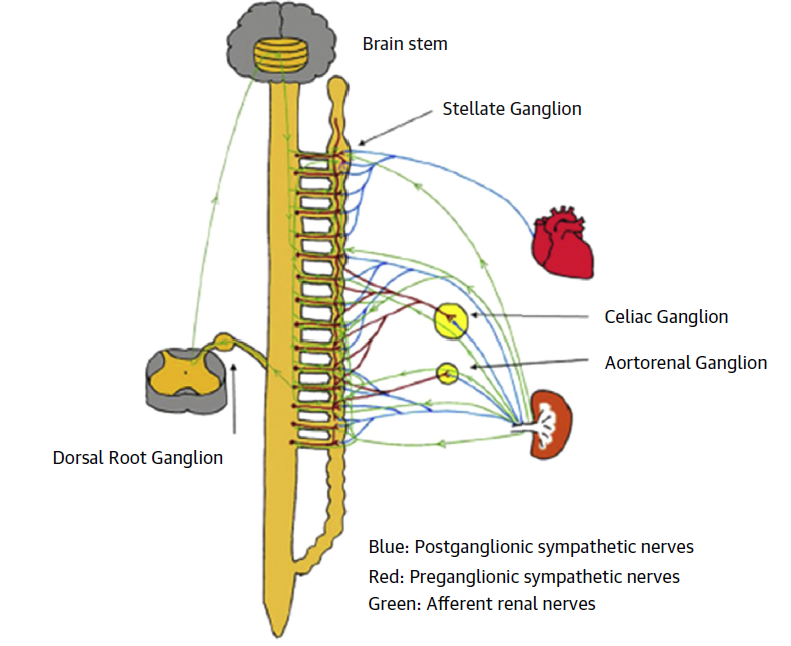 Brain stem
Stellate Ganglion
Celiac Ganglion
Aortorenal Ganglion
Dorsal Root Ganglion
Blue: Postganglionic sympathetic nerves
Red: Preganglionic sympathetic nerves
Green: Afferent renal nerves